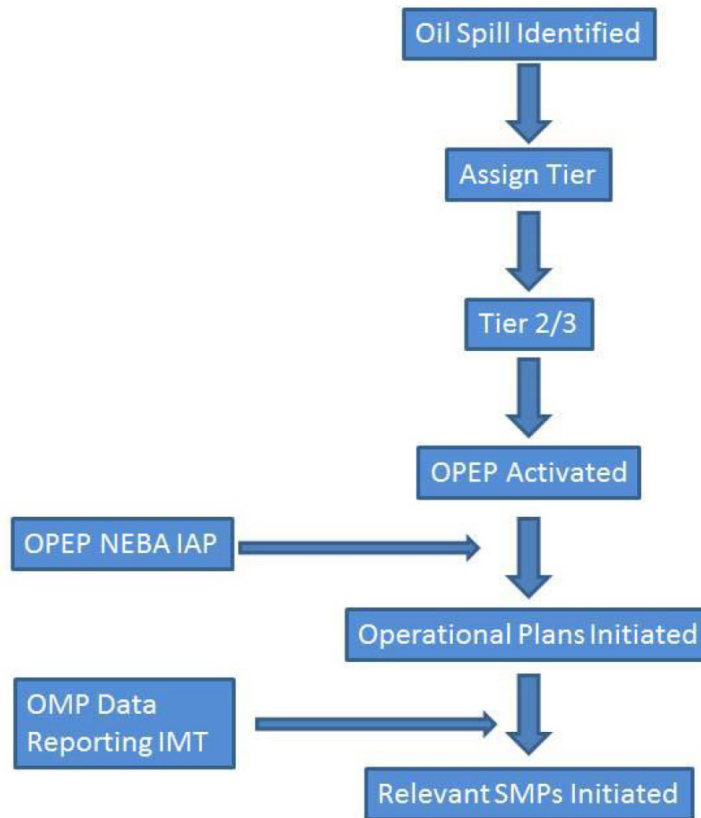 Oil Spill Identified
Assign Tier
Tier 2/3
OPEP Activated
OPEP NEBA IAP
Operational Plans Initiated
OMP Data
Reporting IMT
Relevant SMPs Initiated